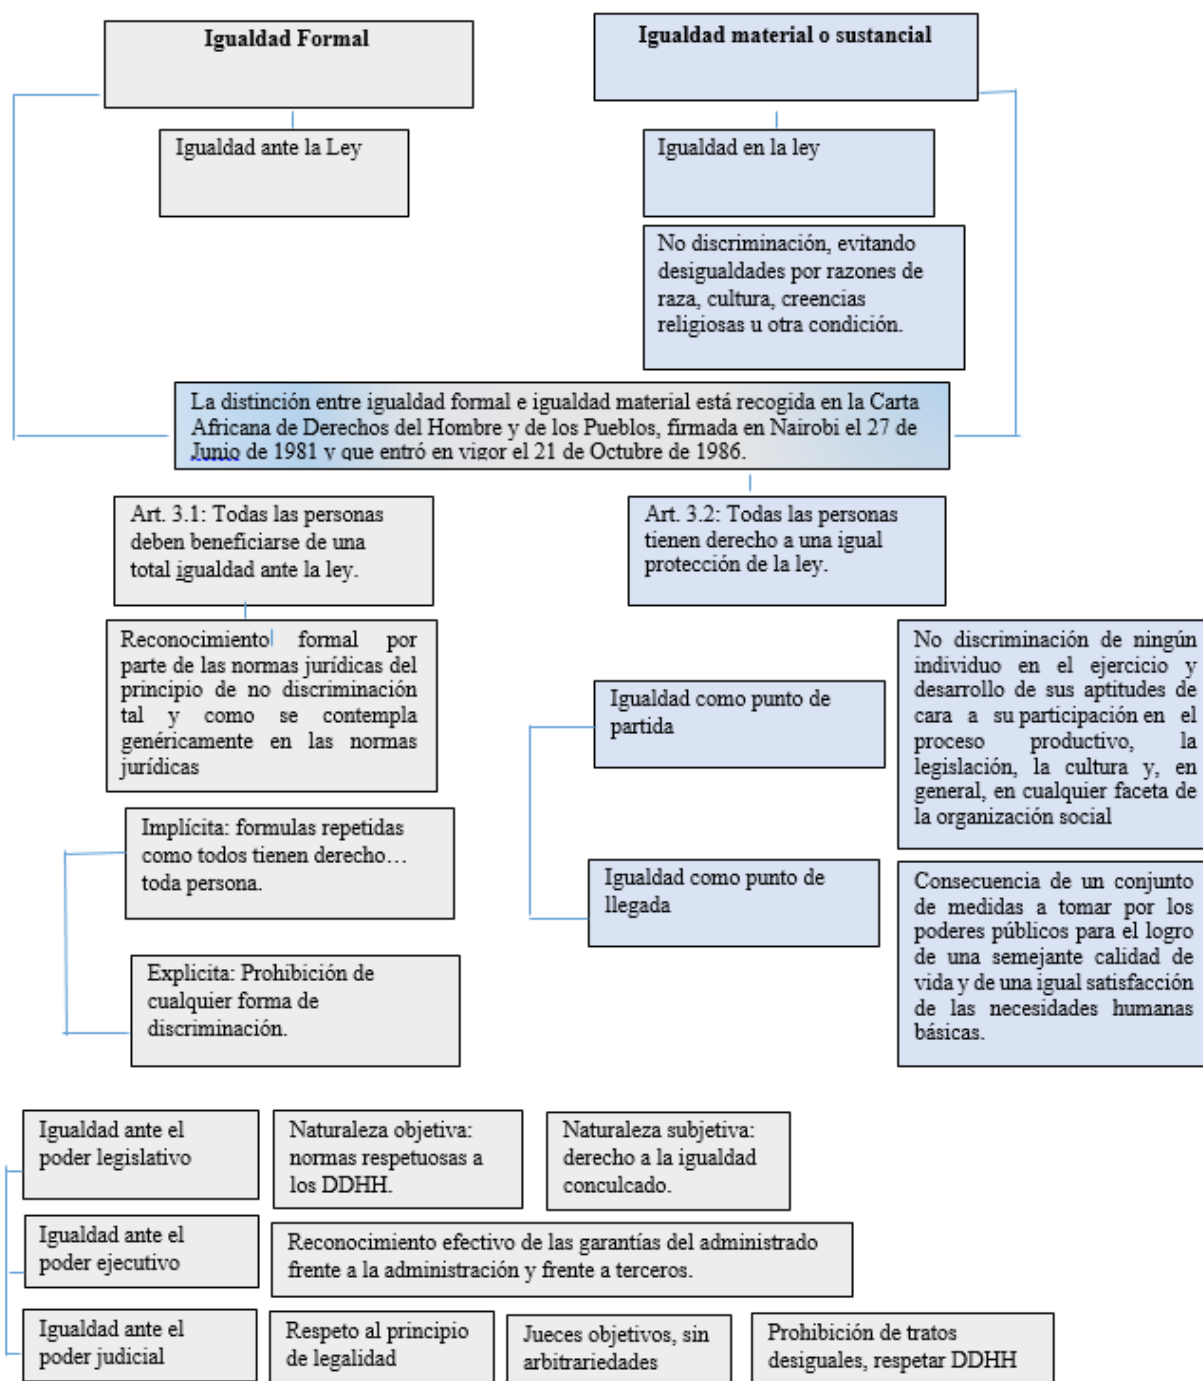 Igualdad Formal
Igualdad material o sustancial
Igualdad ante la Ley
Igualdad en la ley
No discriminación, evitando
desigualdades por razones de
raza, cultura, creencias
religiosas u otra condición.
La distinción entre igualdad formal e igualdad material está recogida en la Carta
Africana de Derechos del Hombre y de los Pueblos, firmada en Nairobi el 27 de
Junio de 1981 y que entró en vigor el 21 de Octubre de 1986.
Art. 3.1: Todas las personas
deben beneficiarse de una
total igualdad ante la ley.
Art. 3.2: Todas las personas
tienen derecho a una igual
protección de la ley.
Reconocimiento formal por
parte de las normas jurídicas del
principio de no discriminación
tal y como se contempla
genéricamente en las normas
jurídicas
Igualdad como punto de
partida
No discriminación de ningún
individuo en el ejercicio y
desarrollo de sus aptitudes de
cara a su participación en el
proceso productivo, la
legislación, la cultura y, en
general, en cualquier faceta de
la organización social
Implícita: formulas repetidas
como todos tienen derecho…
toda persona.
Igualdad como punto de
llegada
Consecuencia de un conjunto
de medidas a tomar por los
poderes públicos para el logro
de una semejante calidad de
vida y de una igual satisfacción
de las necesidades humanas
básicas.
Explicita: Prohibición de
cualquier forma de
discriminación.
Igualdad ante el
poder legislativo
Naturaleza objetiva:
normas respetuosas a
los DDHH.
Naturaleza subjetiva:
derecho a la igualdad
conculcado.
Igualdad ante el
poder ejecutivo
Reconocimiento efectivo de las garantías del administrado
frente a la administración y frente a terceros.
Igualdad ante el
poder judicial
Respeto al principio
de legalidad
Jueces objetivos, sin
arbitrariedades
Prohibición de tratos
desiguales, respetar DDHH